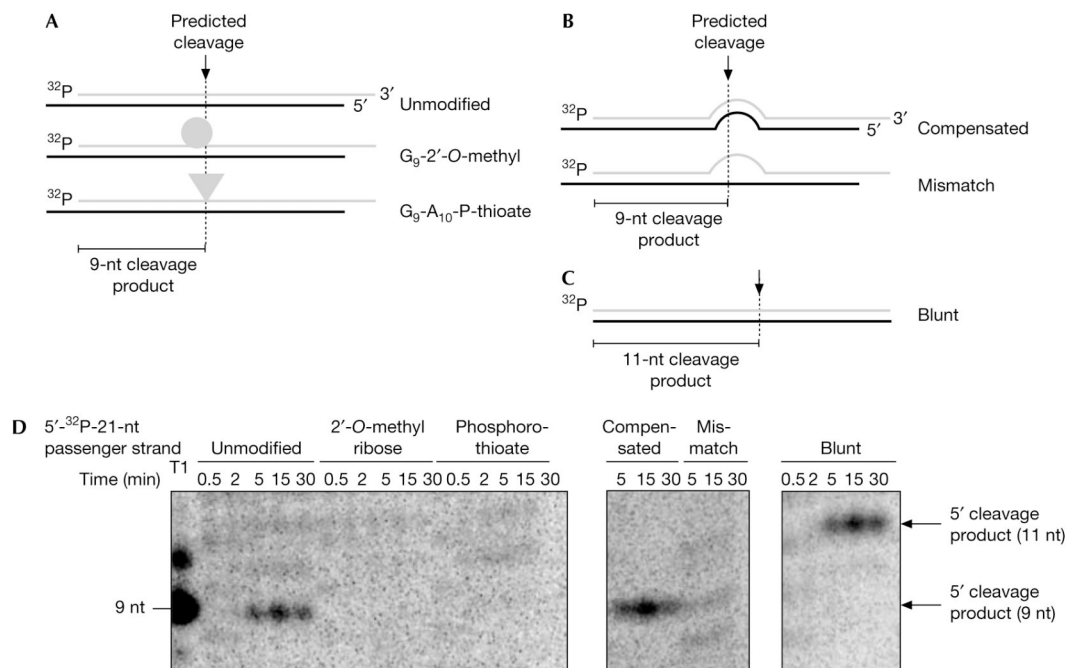 A
Predicted
cleavage
32P
3′
5′
Unmodified
32P
G9-2′-O-methyl
32P
G9-A10-P-thioate
9-nt cleavage
product
B
Predicted
cleavage
32P
3′
5′
Compensated
32P
Mismatch
9-nt cleavage
product
C
32P
Blunt
11-nt cleavage
product
D
5′-32P-21-nt
passenger strand
T1
Unmodified
2′-O-methyl
ribose
Phosphoro-
thioate
Compen-
sated
Mis-
match
Blunt
Time (min)
0.5 2 5 15 30 0.5 2 5 15 30 0.5 2 5 15 30
5 15 30 5 15 30
0.5 2 5 15 30
9 nt
5′ cleavage
product (11 nt)
5′ cleavage
product (9 nt)